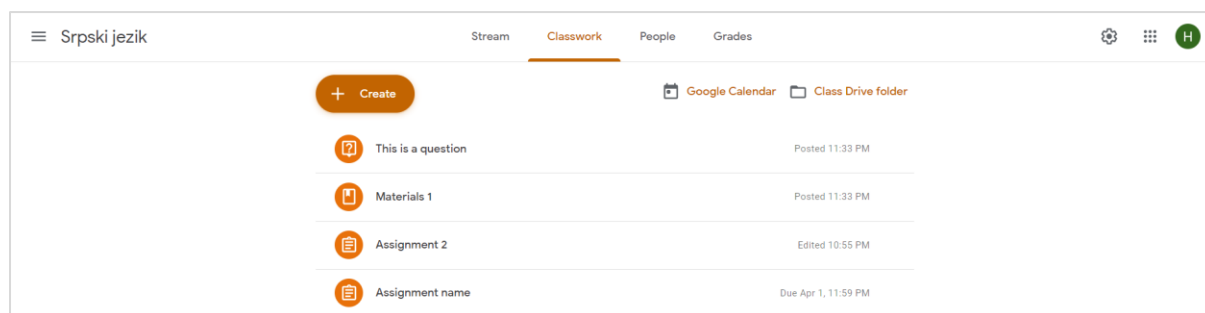 Srpski jezik
Stream Classwork People Grades
H
Create
Google Calendar Class Drive folder
This is a question Posted 11:33 PM
Materials 1 Posted 11:33 PM
Assignment 2 Edited 10:55 PM
Assignment name Due Apr 1, 11:59 PM